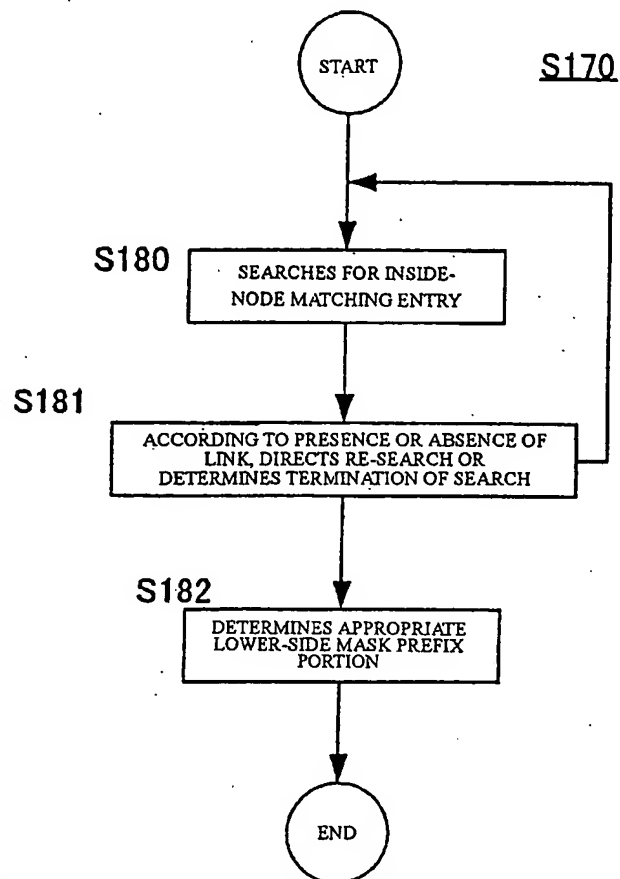 START
S170
S180
SEARCHES FOR INSIDE-
NODE MATCHING ENTRY
S181
ACCORDING TO PRESENCE OR ABSENCE OF
LINK, DIRECTS RE-SEARCH OR
DETERMINES TERMINATION OF SEARCH
S182
DETERMINES APPROPRIATE
LOWER-SIDE MASK PREFIX
PORTION
END